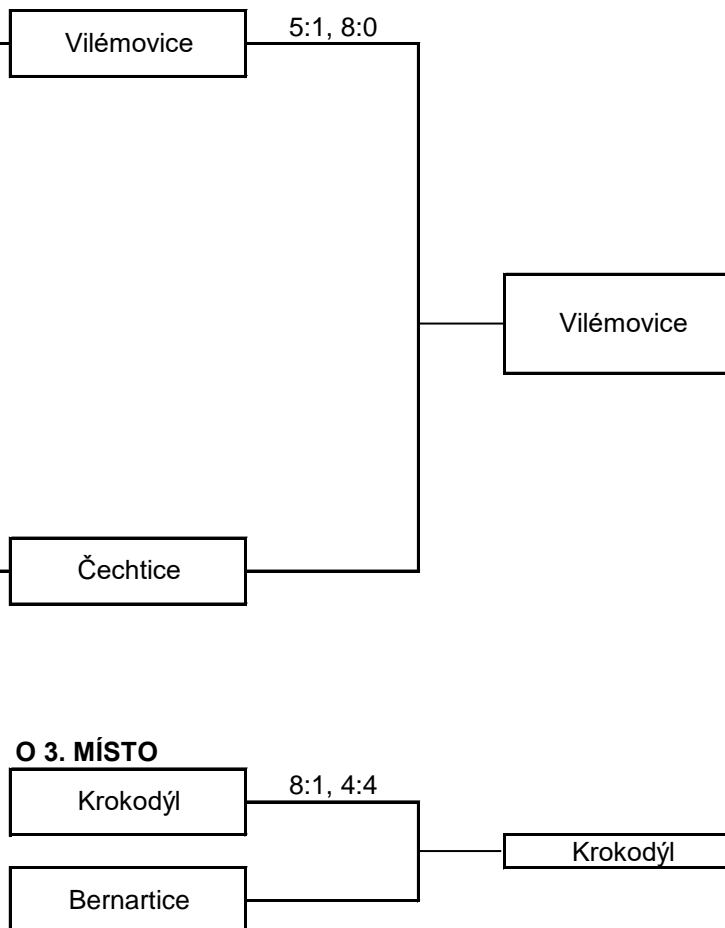 Vilémovice
5:1, 8:0
Vilémovice
Čechtice
O 3. MÍSTO
Krokodýl
8:1, 4:4
Krokodýl
Bernartice